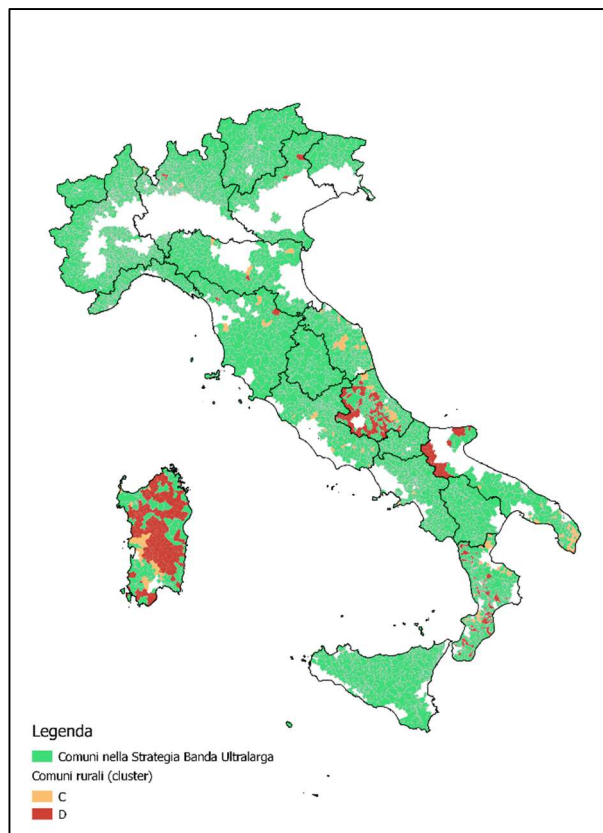 Legenda
Comuni nella Strategia Banda Ultralarga
Comuni rurali (cluster)
C
D